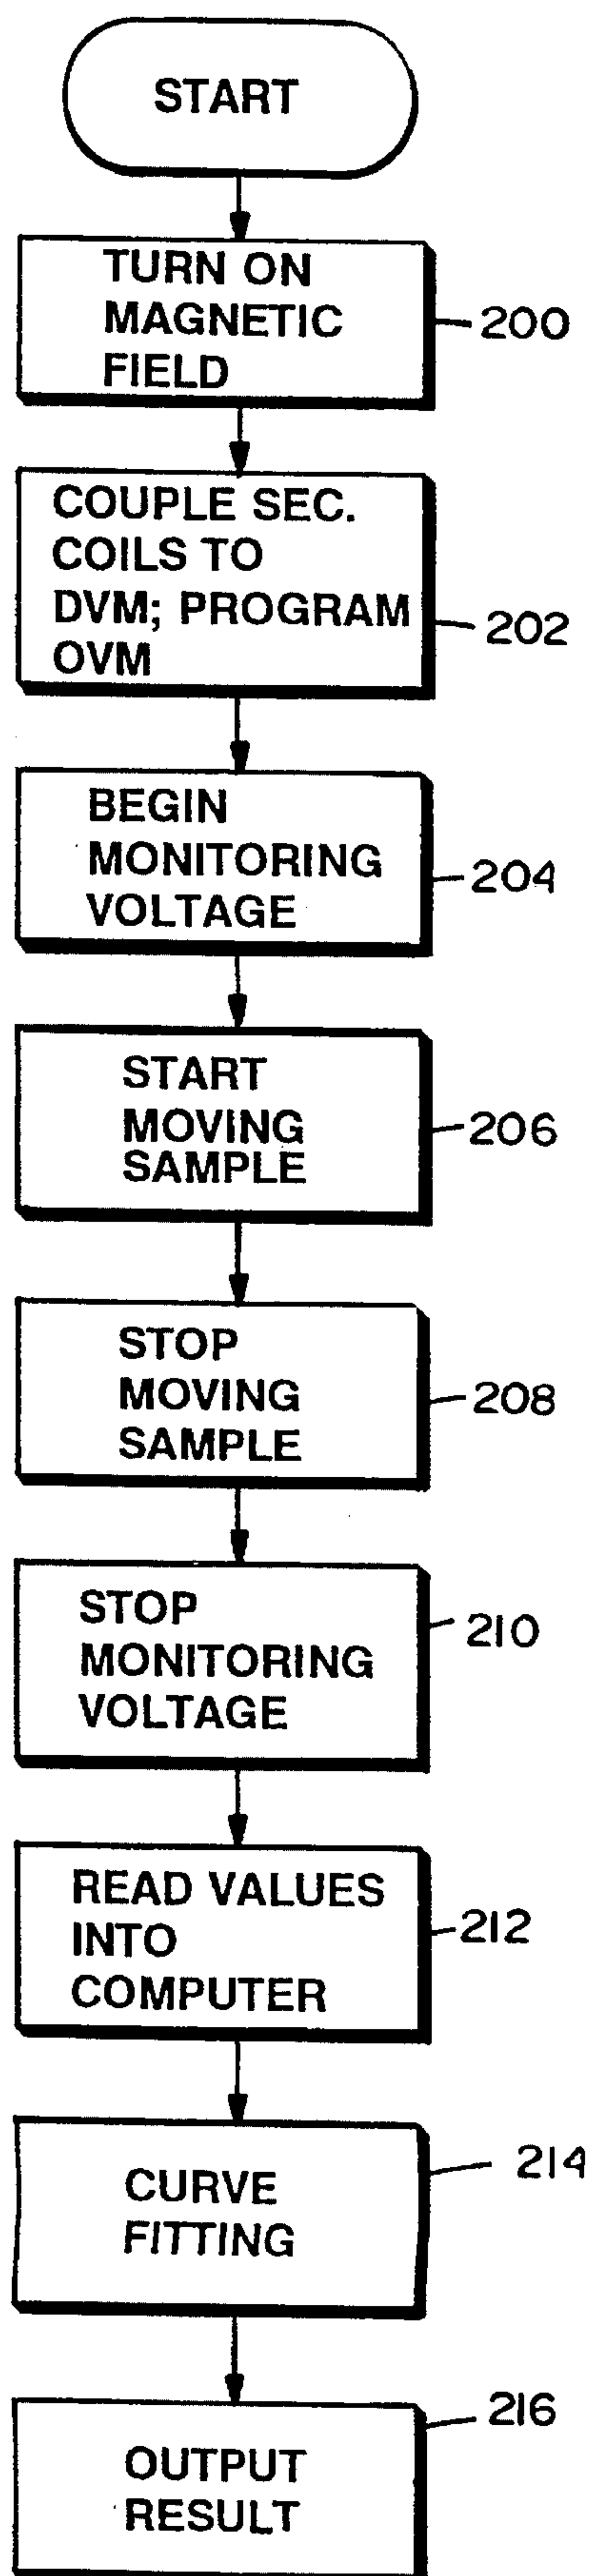 START
TURN ON
MAGNETIC
FIELD
200
COUPLE SEC.
COILS TO
DVM; PROGRAM
OVM
202
BEGIN
MONITORING
VOLTAGE
204
START
MOVING
SAMPLE
206
STOP
MOVING
SAMPLE
208
STOP
MONITORING
VOLTAGE
210
READ VALUES
INTO
COMPUTER
212
CURVE
FITTING
214
OUTPUT
RESULT
216